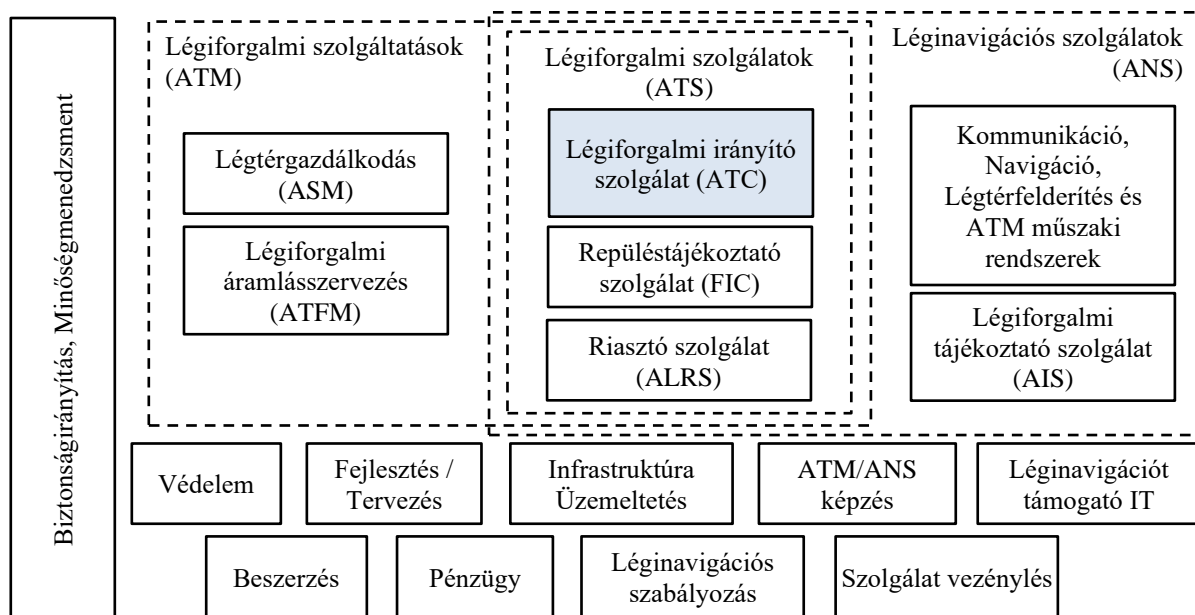 Biztonságirányítás, Minőségmenedzsment
Légiforgalmi szolgáltatások
(ATM)
Légtérgazdálkodás
(ASM)
Légiforgalmi
áramlásszervezés
(ATFM)
Légiforgalmi szolgálatok
(ATS)
Légiforgalmi irányító
szolgálat (ATC)
Repüléstájékoztató
szolgálat (FIC)
Riasztó szolgálat
(ALRS)
Léginavigációs szolgálatok
(ANS)
Kommunikáció,
Navigáció,
Légtérfelderítés és
ATM műszaki
rendszerek
Légiforgalmi
tájékoztató szolgálat
(AIS)
Védelem
Fejlesztés /
Tervezés
Infrastruktúra
Üzemeltetés
ATM/ANS
képzés
Léginavigációt
támogató IT
Beszerzés
Pénzügy
Léginavigációs
szabályozás
Szolgálat vezénylés